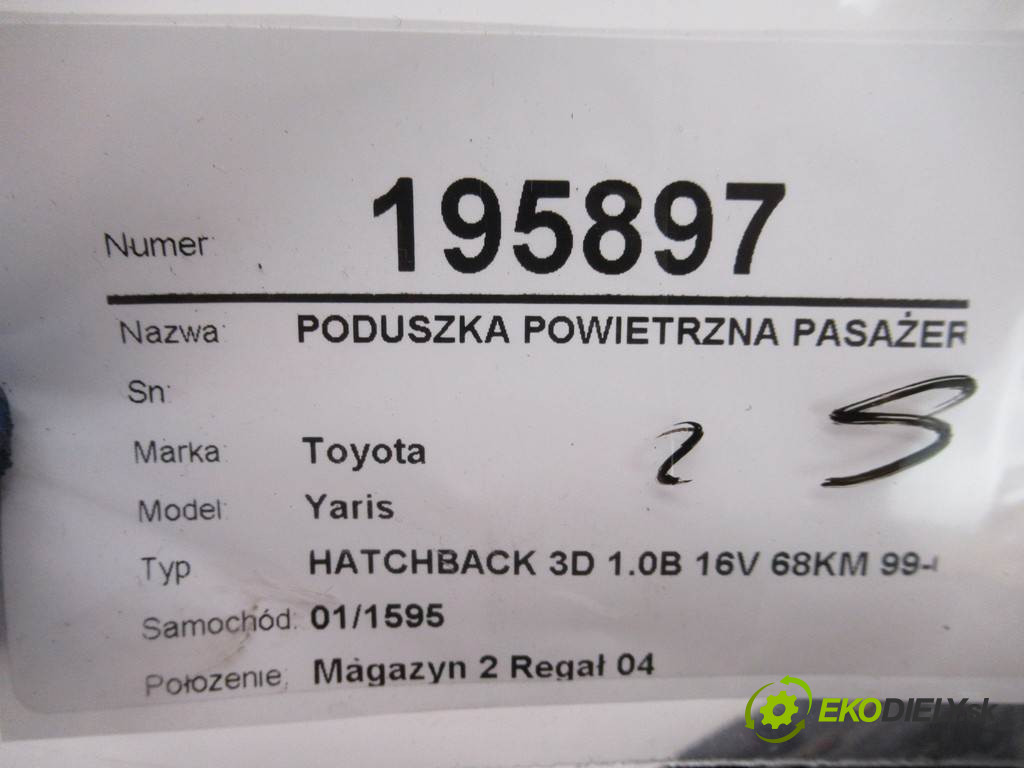 Numer: 195897
Nazwa: PODUSZKA POWIETRZNA PASAŻER
Sn:
Marka: Toyota
2 5
Model: Yaris
Typ HATCHBACK 3D 1.0B 16V 68KM 99-
Samochód: 01/1595
Położenie: Magazyn 2 Regał 04
EKODIELY.sk